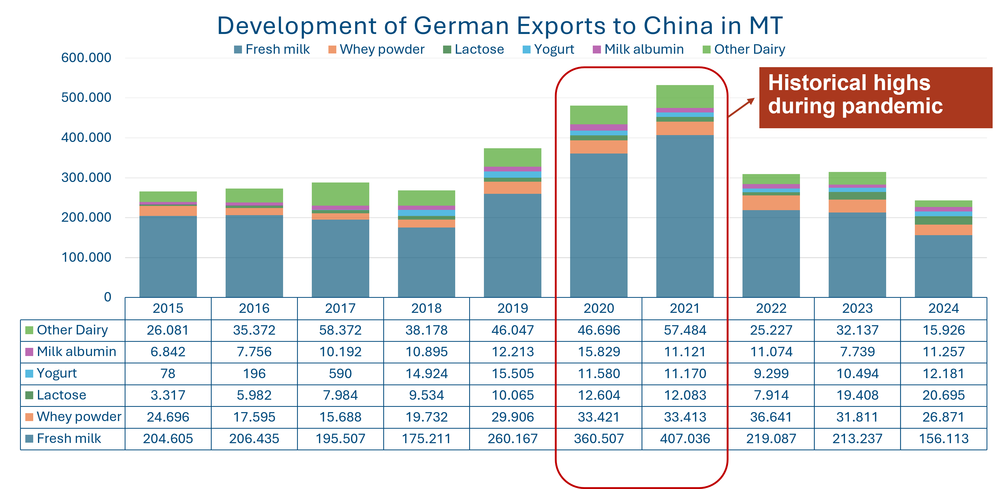 Development of German Exports to China in MT
Fresh milk Whey powder Lactose Yogurt Milk albumin Other Dairy
600.000
500.000
400.000
300.000
200.000
100.000
0
Historical highs
during pandemic
2015 2016 2017 2018 2019 2020 2021 2022 2023 2024
Other Dairy 26.081 35.372 58.372 38.178 46.047 46.696 57.484 25.227 32.137 15.926
Milk albumin 6.842 7.756 10.192 10.895 12.213 15.829 11.121 11.074 7.739 11.257
Yogurt 78 196 590 14.924 15.505 11.580 11.170 9.299 10.494 12.181
Lactose 3.317 5.982 7.984 9.534 10.065 12.604 12.083 7.914 19.408 20.695
Whey powder 24.696 17.595 15.688 19.732 29.906 33.421 33.413 36.641 31.811 26.871
Fresh milk 204.605 206.435 195.507 175.211 260.167 360.507 407.036 219.087 213.237 156.113